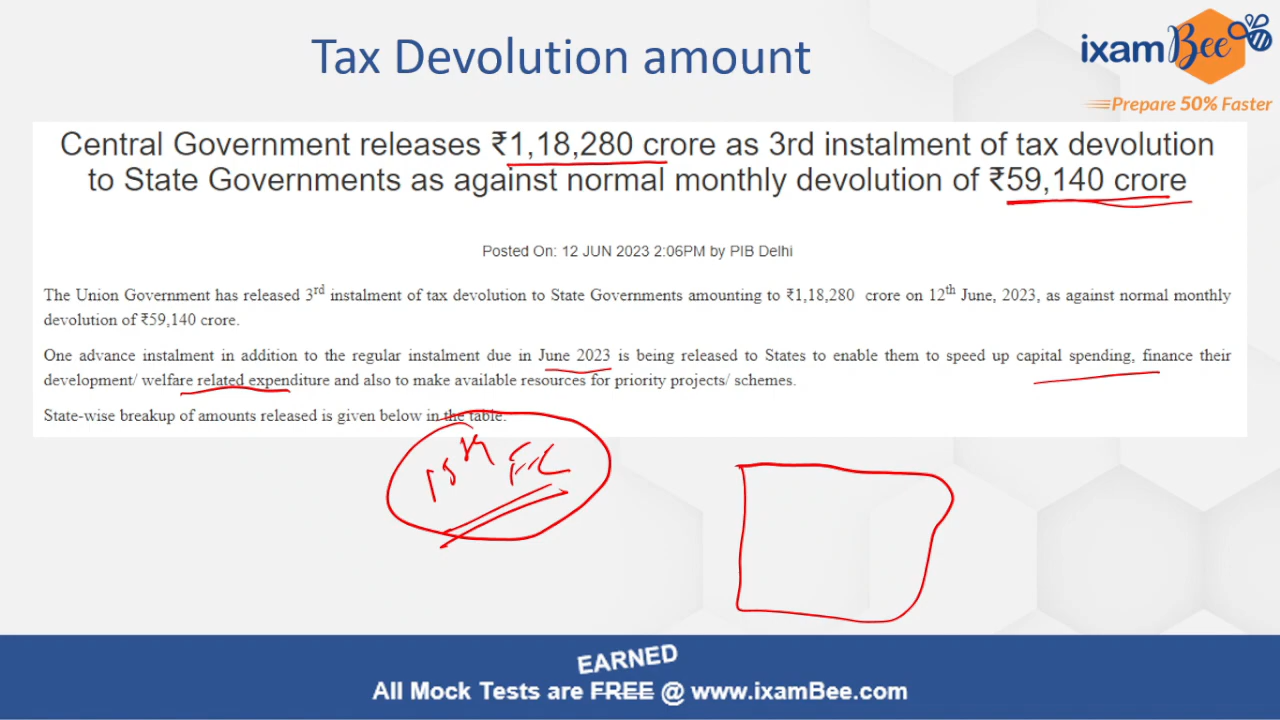 Tax Devolution amount
ixamBee
Prepare 50% Faster
Central Government releases ₹1,18,280 crore as 3rd instalment of tax devolution
to State Governments as against normal monthly devolution of ₹59,140 crore
Posted On: 12 JUN 2023 2:06PM by PIB Delhi
The Union Government has released 3rd instalment of tax devolution to State Governments amounting to ₹1,18,280 crore on 12th June, 2023, as against normal monthly
devolution of ₹59,140 crore.
One advance instalment in addition to the regular instalment due in June 2023 is being released to States to enable them to speed up capital spending, finance their
development/ welfare related expenditure and also to make available resources for priority projects/ schemes.
State-wise breakup of amounts released is given below in the table.
15th FC
EARNED
All Mock Tests are FREE @ www.ixamBee.com